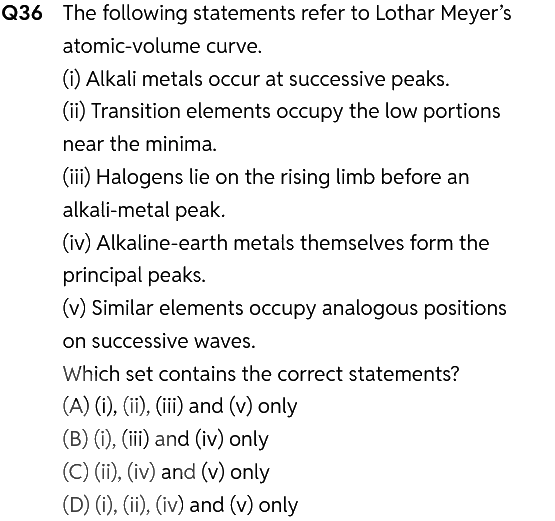 Q36 The following statements refer to Lothar Meyer's
atomic-volume curve.
(i) Alkali metals occur at successive peaks.
(ii) Transition elements occupy the low portions
near the minima.
(iii) Halogens lie on the rising limb before an
alkali-metal peak.
(iv) Alkaline-earth metals themselves form the
principal peaks.
(v) Similar elements occupy analogous positions
on successive waves.
Which set contains the correct statements?
(A) (i), (ii), (iii) and (v) only
(B) (i), (iii) and (iv) only
(C) (ii), (iv) and (v) only
(D) (i), (ii), (iv) and (v) only